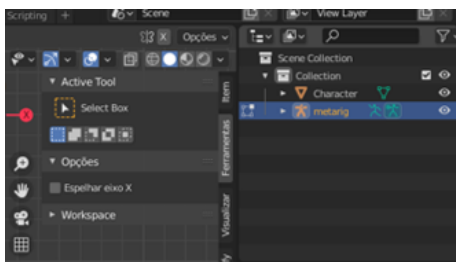 Scripting + Scene View Layer
X Opções
Scene Collection
Active Tool
Collection
Select Box
Character
metarig
Opções
Espelhar eixo X
Workspace
Item
Ferramentas
Visualizar
X